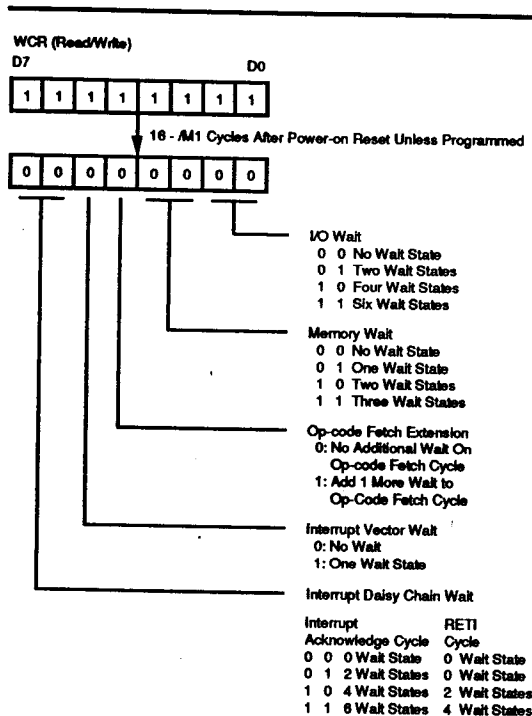 WCR (Read/Write)
D7 D0
1 1 1 1 1 1 1 1
16 - /M1 Cycles After Power-on Reset Unless Programmed
0 0 0 0 0 0 0 0
I/O Wait
0 0 No Wait State
0 1 Two Wait States
1 0 Four Wait States
1 1 Six Wait States
Memory Wait
0 0 No Wait State
0 1 One Wait State
1 0 Two Wait States
1 1 Three Wait States
Op-code Fetch Extension
0: No Additional Wait On
Op-code Fetch Cycle
1: Add 1 More Wait to
Op-Code Fetch Cycle
Interrupt Vector Wait
0: No Wait
1: One Wait State
Interrupt Daisy Chain Wait
Interrupt RETI
Acknowledge Cycle Cycle
0 0 0 Wait State 0 Wait State
0 1 2 Wait States 0 Wait State
1 0 4 Wait States 2 Wait States
1 1 6 Wait States 4 Wait States